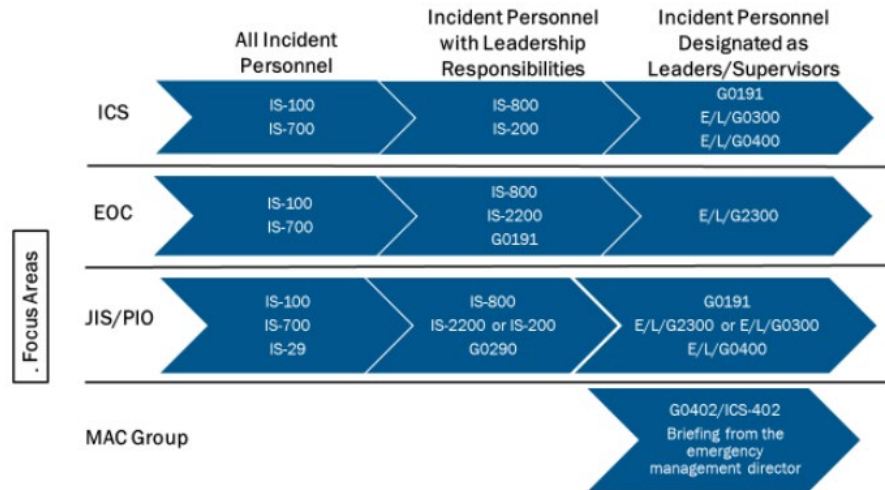 All Incident
Personnel
Incident Personnel
with Leadership
Responsibilities
Incident Personnel
Designated as
Leaders/Supervisors
. Focus Areas
ICS
IS-100
IS-700
IS-800
IS-200
G0191
E/L/G0300
E/L/G0400
EOC
IS-100
IS-700
IS-800
IS-2200
G0191
E/L/G2300
JIS/PIO
IS-100
IS-700
IS-29
IS-800
IS-2200 or IS-200
G0290
G0191
E/L/G2300 or E/L/G0300
E/L/G0400
MAC Group
G0402/ICS-402
Briefing from the
emergency
management director